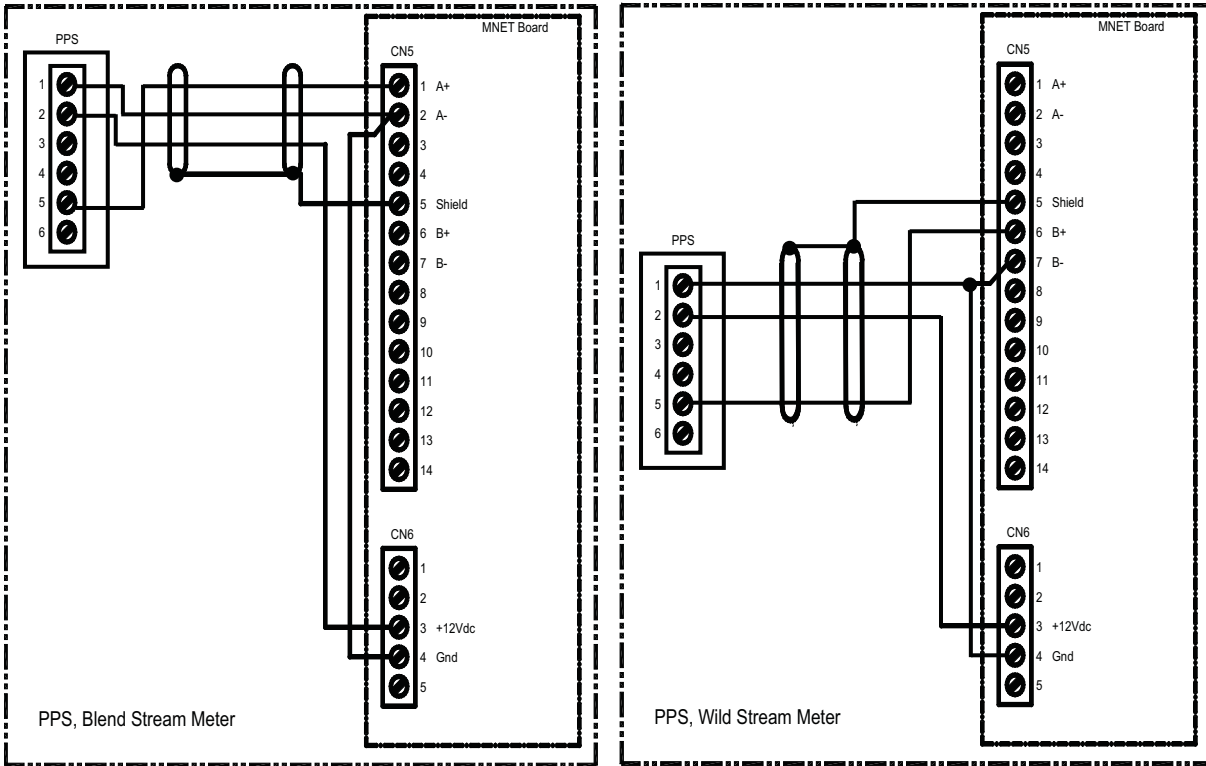 MNET Board
PPS
CN5
1
2
3
4
5
6
1 A+
2 A-
3
4
5 Shield
6 B+
7 B-
8
9
10
11
12
13
14
CN6
1
2
3 +12Vdc
4 Gnd
5
PPS, Blend Stream Meter
MNET Board
CN5
1 A+
2 A-
3
4
5 Shield
6 B+
7 B-
8
9
10
11
12
13
14
PPS
1
2
3
4
5
6
CN6
1
2
3 +12Vdc
4 Gnd
5
PPS, Wild Stream Meter